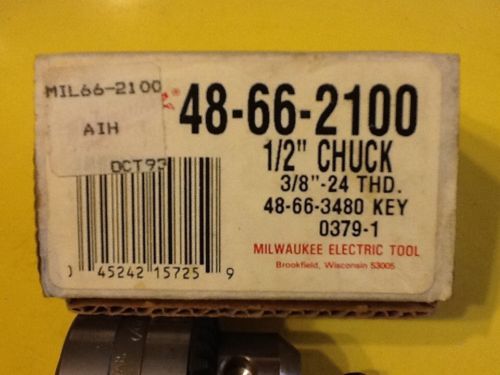 MIL66-2100
AIH
OCT93
48-66-2100
1/2" CHUCK
3/8"-24 THD.
48-66-3480 KEY
0379-1
MILWAUKEE ELECTRIC TOOL
Brookfield, Wisconsin 53005
0 45242 15725 9